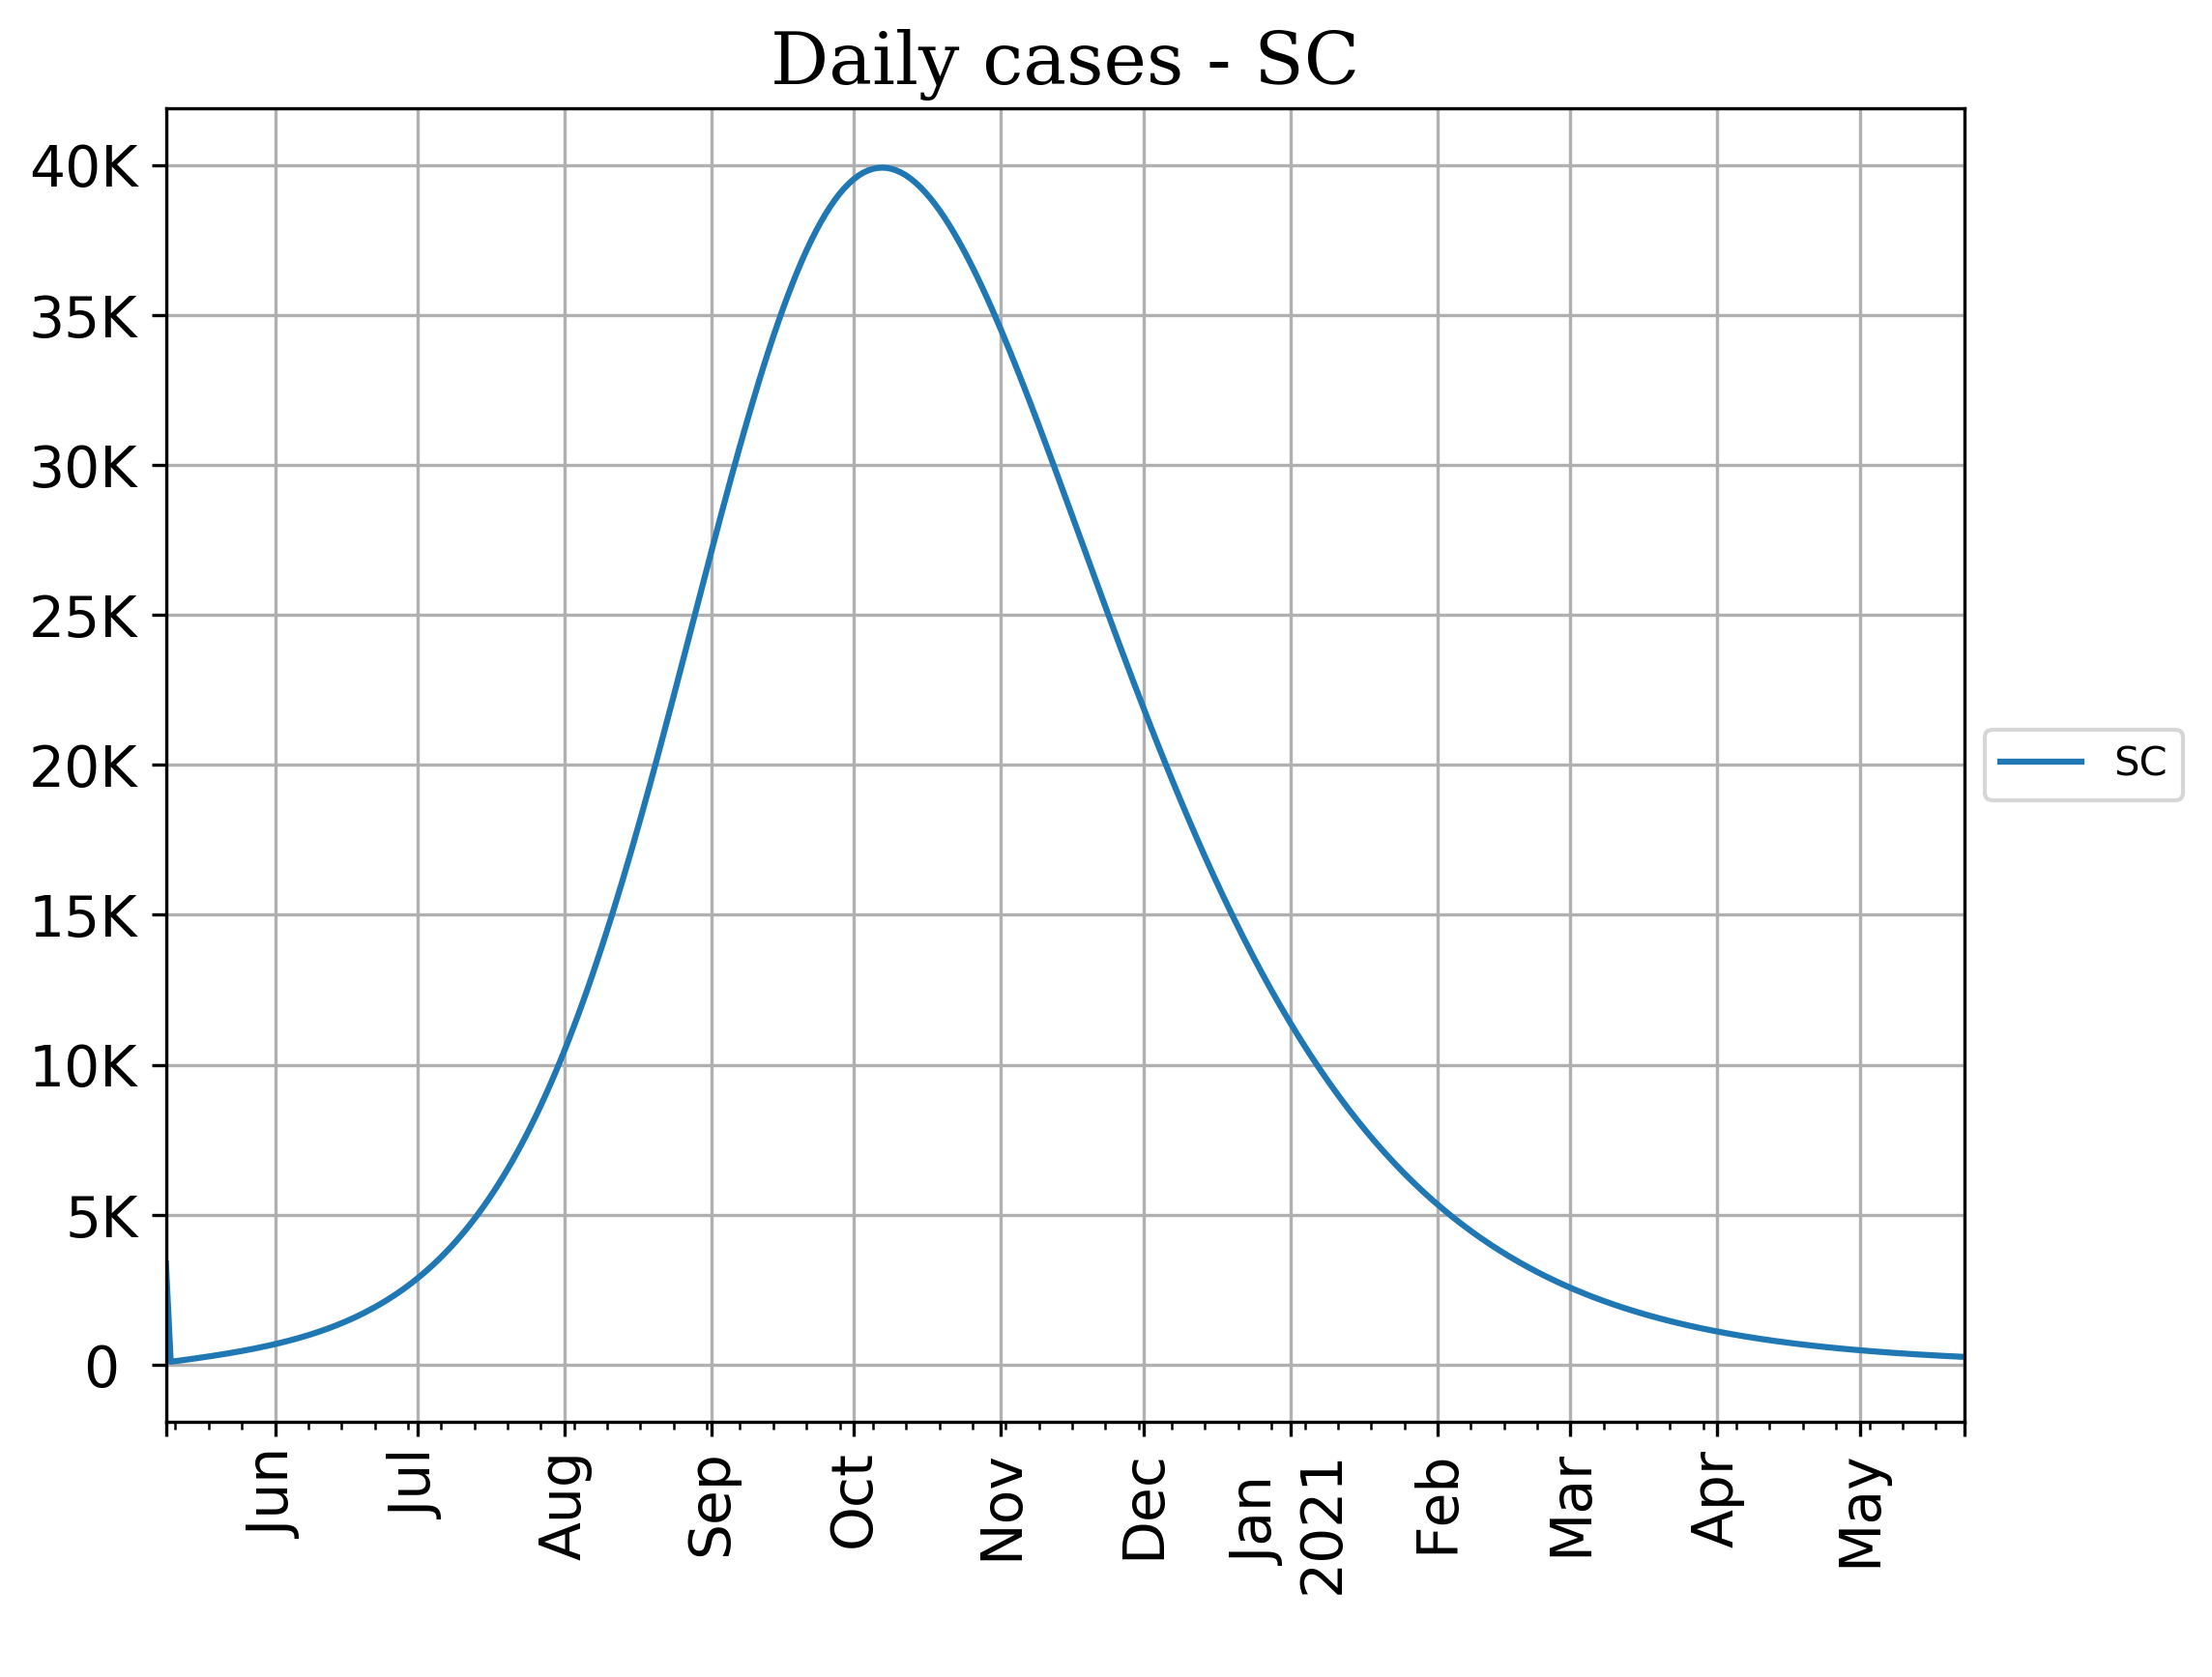 Daily cases - SC
40K
35K
30K
25K
20K
15K
10K
5K
0
SC
Jun
Jul
Aug
Sep
Oct
Nov
Dec
Jan
2021
Feb
Mar
Apr
May